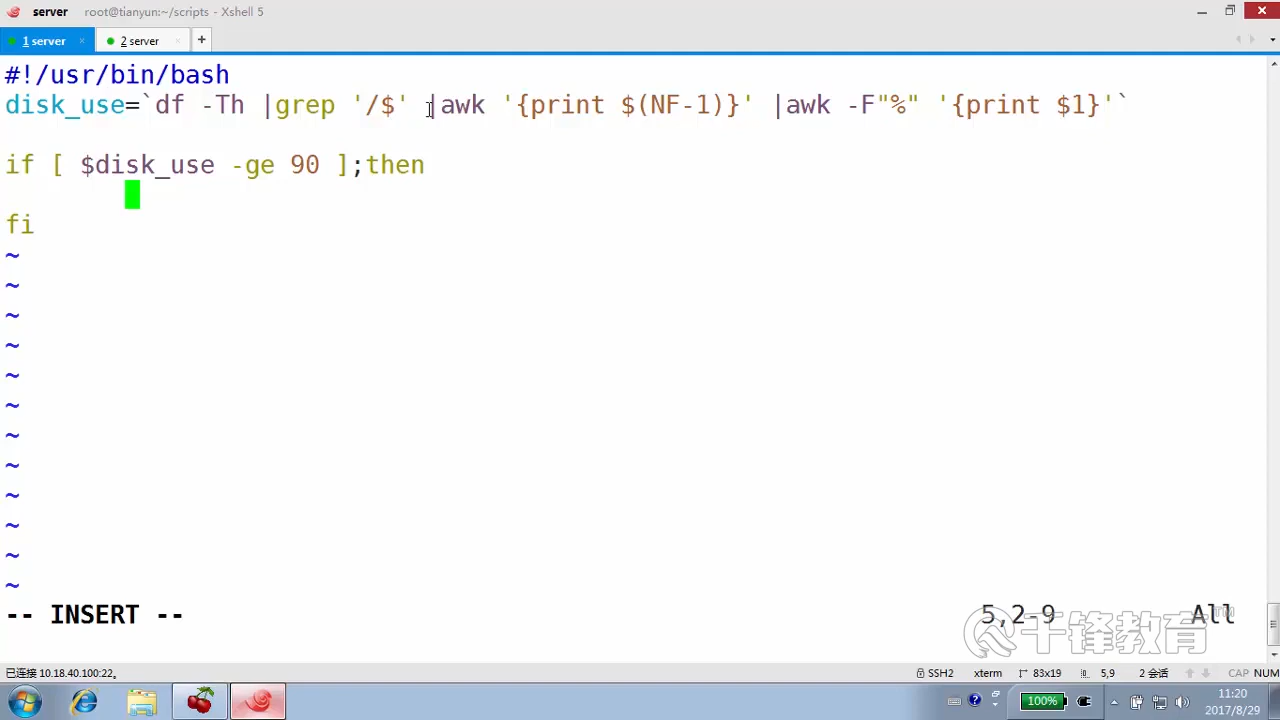 server root@tianyun:~/scripts - Xshell 5
1 server × 2 server × +
#!/usr/bin/bash
disk_use=`df -Th |grep '/$' |awk '{print $(NF-1)}' |awk -F"%" '{print $1}'`
if [ $disk_use -ge 90 ];then
fi
~
~
~
~
~
~
~
~
~
~
~
~
-- INSERT -- 5,2-9 All
千锋教育 TM
已连接 10.18.40.100:22。 SSH2 xterm 83x19 5,9 2 会话 CAP NUM
100% 11:20
2017/8/29